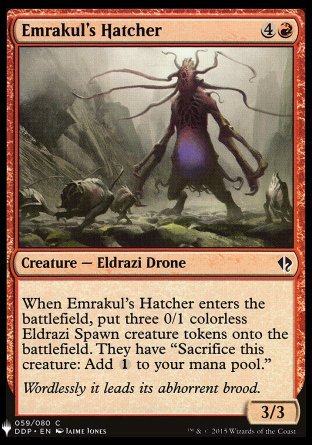 Emrakul's Hatcher 4
Creature — Eldrazi Drone
When Emrakul's Hatcher enters the
battlefield, put three 0/1 colorless
Eldrazi Spawn creature tokens onto the
battlefield. They have "Sacrifice this
creature: Add 1 to your mana pool."
Wordlessly it leads its abhorrent brood.
3/3
059/080 C
DDP • EN Jaime Jones
™ & © 2015 Wizards of the Coast